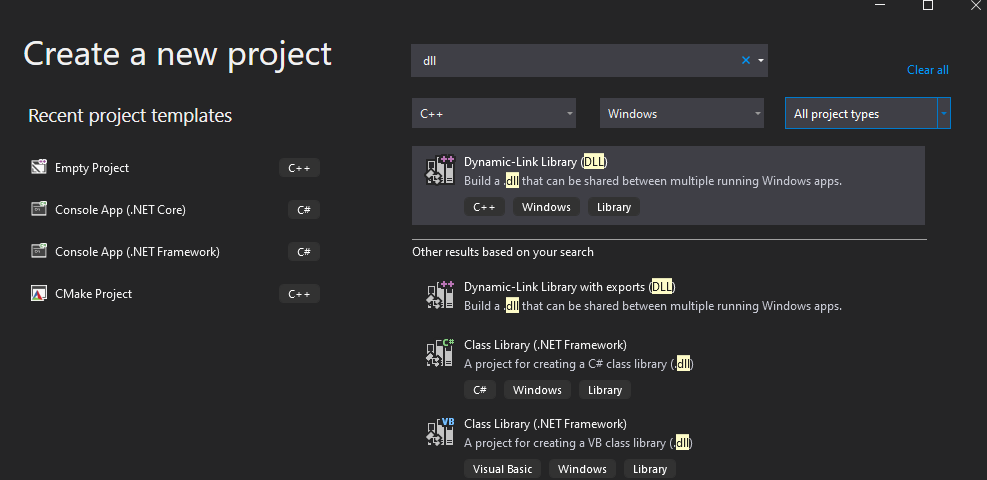 Create a new project
dll
Clear all
C++
Windows
All project types
Recent project templates
Empty Project
C++
Console App (.NET Core)
C#
Console App (.NET Framework)
C#
CMake Project
C++
Dynamic-Link Library (DLL)
Build a .dll that can be shared between multiple running Windows apps.
C++ Windows Library
Other results based on your search
Dynamic-Link Library with exports (DLL)
Build a .dll that can be shared between multiple running Windows apps.
Class Library (.NET Framework)
A project for creating a C# class library (.dll)
C# Windows Library
Class Library (.NET Framework)
A project for creating a VB class library (.dll)
Visual Basic Windows Library